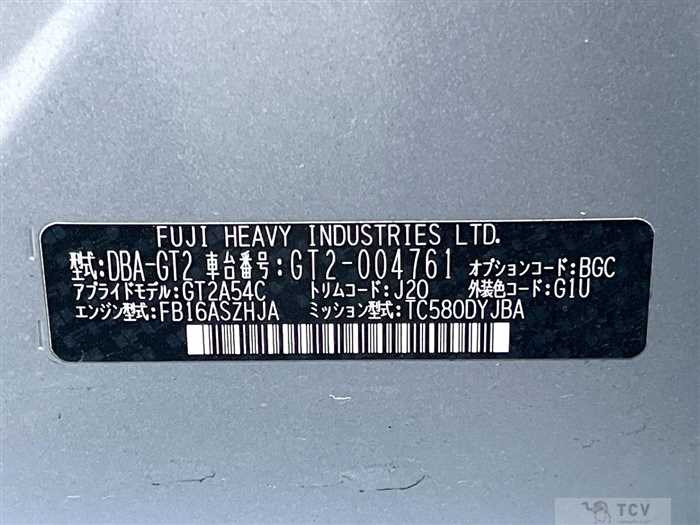 FUJI HEAVY INDUSTRIES LTD.
型式:DBA-GT2 車台番号:GT2-004761 オプションコード:BGC
アプライドモデル:GT2A54C トリムコード:J20 外装色コード:G1U
エンジン型式:FB16ASZHJA ミッション型式:TC580DYJBA
TCV